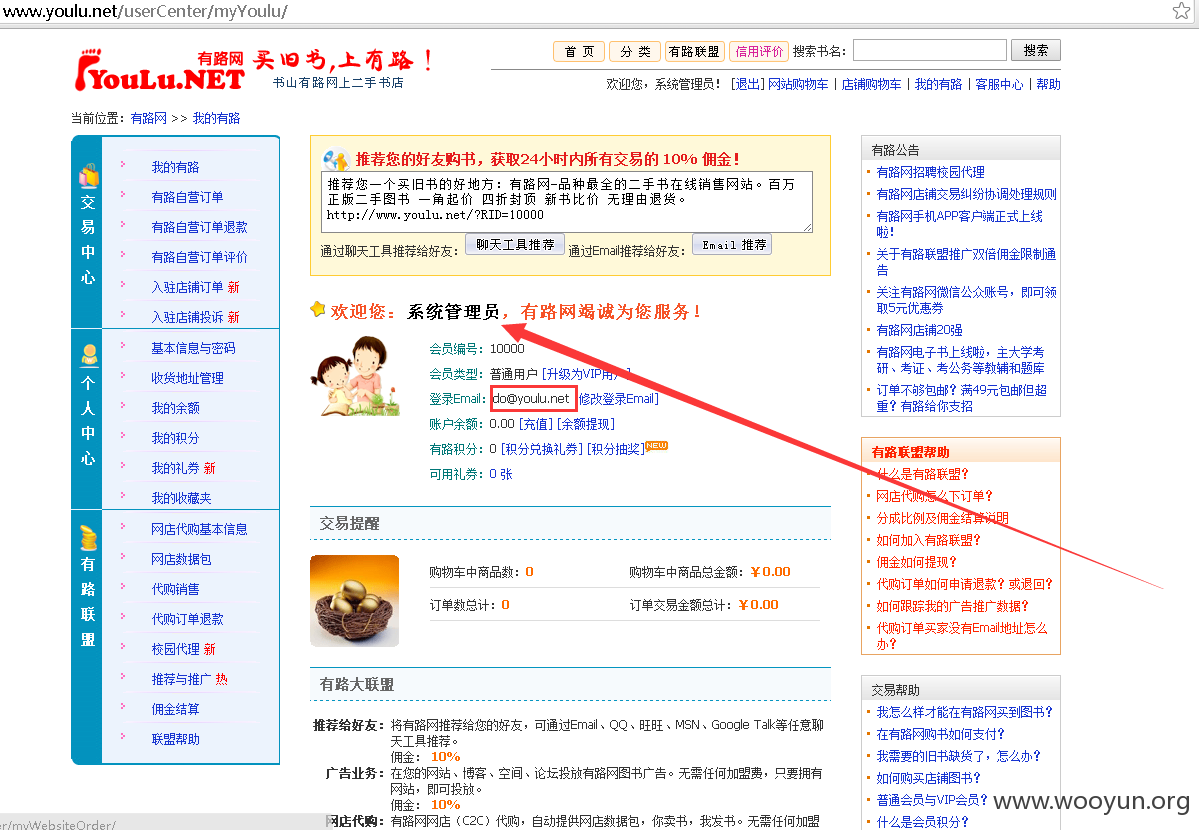 www.youlu.net/userCenter/myYoulu/
有路网
YouLu.NET
买旧书,上有路！
书山有路网上二手书店
首 页 分 类 有路联盟 信用评价 搜索书名： 搜索
欢迎您，系统管理员！ [退出] 网站购物车 | 店铺购物车 | 我的有路 | 客服中心 | 帮助
当前位置：有路网 >> 我的有路
交易中心
我的有路
有路自营订单
有路自营订单退款
有路自营订单评价
入驻店铺订单 新
入驻店铺投诉 新
个人中心
基本信息与密码
收货地址管理
我的余额
我的积分
我的礼券 新
我的收藏夹
有路联盟
网店代购基本信息
网店数据包
代购销售
代购订单退款
校园代理 新
推荐与推广 热
佣金结算
联盟帮助
推荐您的好友购书，获取24小时内所有交易的 10% 佣金！
推荐您一个买旧书的好地方：有路网-品种最全的二手书在线销售网站。百万
正版二手图书 一角起价 四折封顶 新书比价 无理由退货。
http://www.youlu.net/?RID=10000
通过聊天工具推荐给好友： 聊天工具推荐 通过Email推荐给好友： Email 推荐
欢迎您：系统管理员，有路网竭诚为您服务！
会员编号：10000
会员类型：普通用户 [升级为VIP用户]
登录Email：do@youlu.net [修改登录Email]
账户余额：0.00 [充值] [余额提现]
有路积分：0 [积分兑换礼券] [积分抽奖] NEW
可用礼券：0 张
交易提醒
购物车中商品数：0 购物车中商品总金额：￥0.00
订单数总计：0 订单交易金额总计：￥0.00
有路大联盟
推荐给好友：将有路网推荐给您的好友，可通过Email、QQ、旺旺、MSN、Google Talk等任意聊
天工具推荐。
佣金： 10%
广告业务：在您的网站、博客、空间、论坛投放有路网图书广告。无需任何加盟费，只要拥有
网站，即可投放。
佣金： 10%
网店代购：有路网网店（C2C）代购，自动提供网店数据包，你卖书，我发书。无需任何加盟
有路公告
有路网招聘校园代理
有路网店铺交易纠纷协调处理规则
有路网手机APP客户端正式上线
啦！
关于有路联盟推广双倍佣金限制通
告
关注有路网微信公众账号，即可领
取5元优惠券
有路网店铺20强
有路网电子书上线啦，主大学考
研、考证、考公务等教辅和题库
订单不够包邮？满49元包邮但超
重？有路给你支招
有路联盟帮助
什么是有路联盟？
网店代购怎么下订单？
分成比例及佣金结算说明
如何加入有路联盟？
佣金如何提现？
代购订单如何申请退款？或退回？
如何跟踪我的广告推广数据？
代购订单买家没有Email地址怎么
办？
交易帮助
我怎么样才能在有路网买到图书？
在有路网购书如何支付？
我需要的旧书缺货了，怎么办？
如何购买店铺图书？
普通会员与VIP会员？
什么是会员积分？
www.wooyun.org
er/myWebsiteOrder/